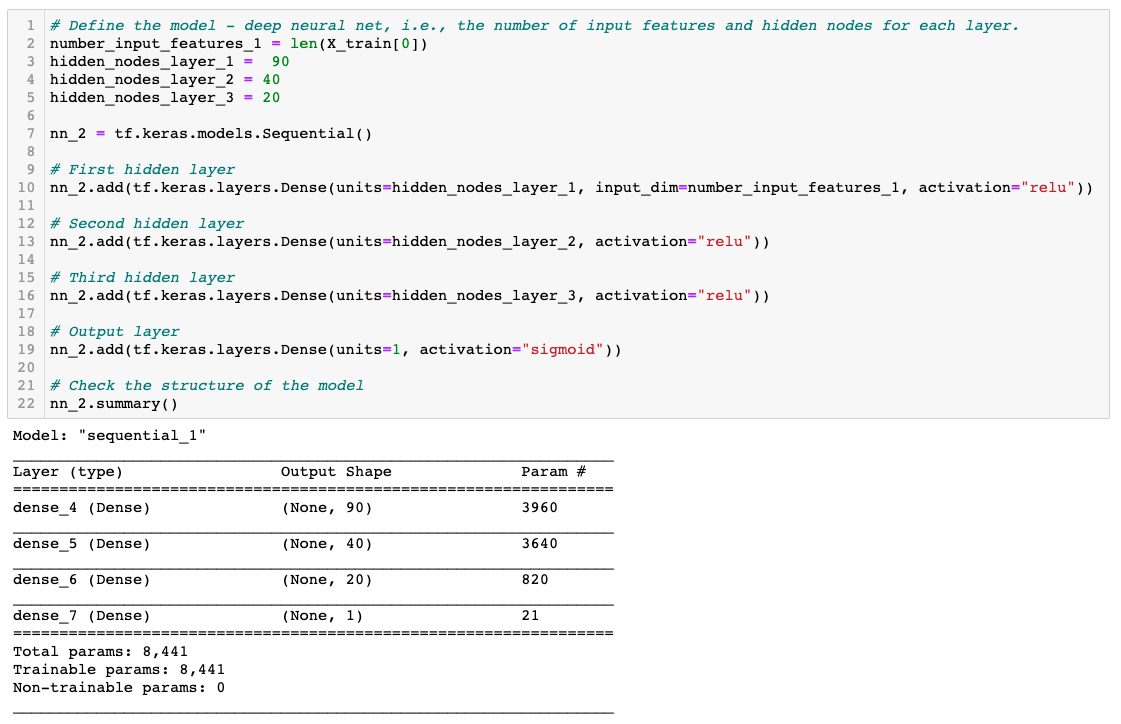 1 # Define the model - deep neural net, i.e., the number of input features and hidden nodes for each layer.
2 number_input_features_1 = len(X_train[0])
3 hidden_nodes_layer_1 =  90
4 hidden_nodes_layer_2 = 40
5 hidden_nodes_layer_3 = 20
6
7 nn_2 = tf.keras.models.Sequential()
8
9 # First hidden layer
10 nn_2.add(tf.keras.layers.Dense(units=hidden_nodes_layer_1, input_dim=number_input_features_1, activation="relu"))
11
12 # Second hidden layer
13 nn_2.add(tf.keras.layers.Dense(units=hidden_nodes_layer_2, activation="relu"))
14
15 # Third hidden layer
16 nn_2.add(tf.keras.layers.Dense(units=hidden_nodes_layer_3, activation="relu"))
17
18 # Output layer
19 nn_2.add(tf.keras.layers.Dense(units=1, activation="sigmoid"))
20
21 # Check the structure of the model
22 nn_2.summary()
Model: "sequential_1"
Layer (type) Output Shape Param #
dense_4 (Dense) (None, 90) 3960
dense_5 (Dense) (None, 40) 3640
dense_6 (Dense) (None, 20) 820
dense_7 (Dense) (None, 1) 21
Total params: 8,441
Trainable params: 8,441
Non-trainable params: 0